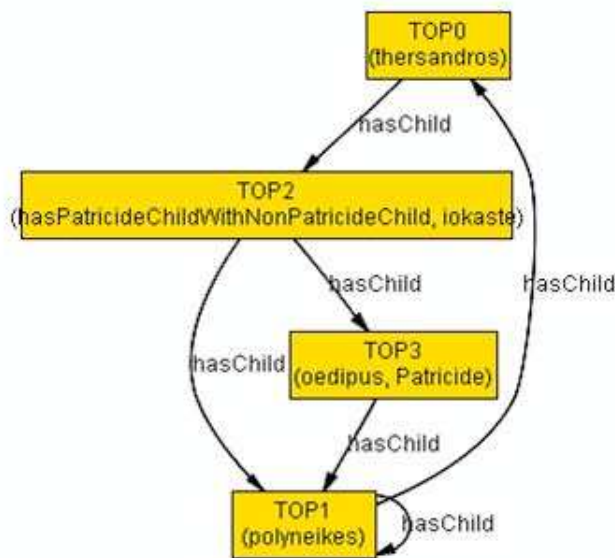 TOP0
(thersandros)
hasChild
TOP2
(hasPatricideChildWithNonPatricideChild, iokaste)
hasChild
hasChild
TOP3
(oedipus, Patricide)
hasChild
hasChild
TOP1
(polyneikes)
hasChild